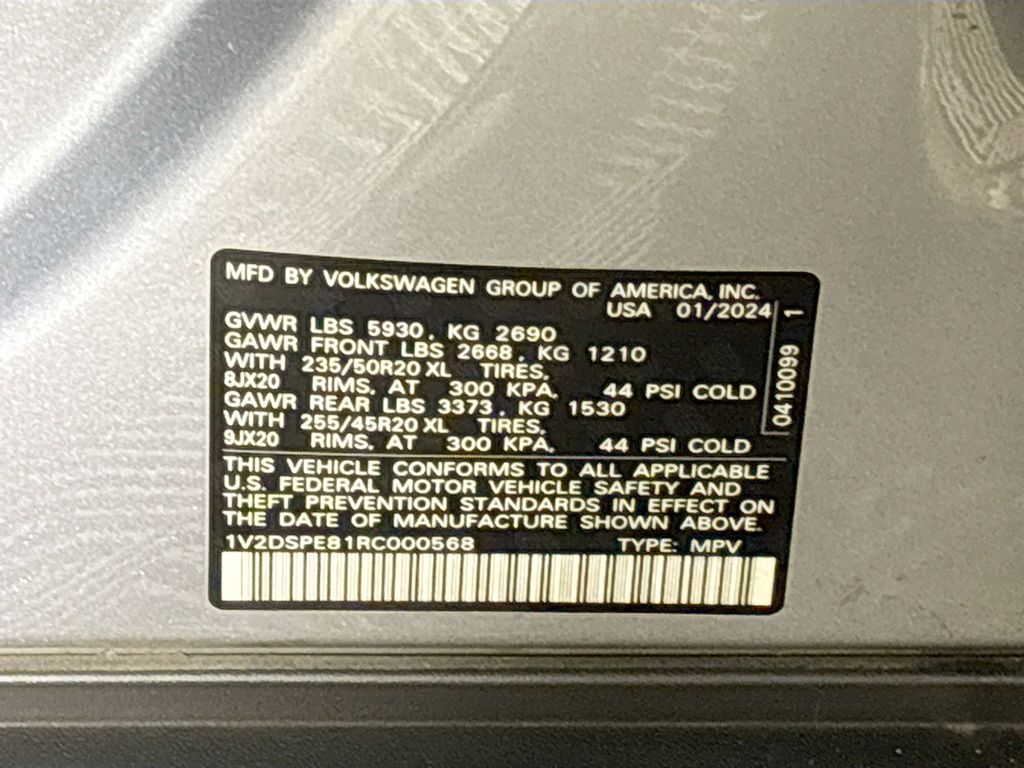 MFD BY VOLKSWAGEN GROUP OF AMERICA, INC.
USA 01/2024
GVWR LBS 5930. KG 2690
GAWR FRONT LBS 2668. KG 1210
WITH 235/50R20 XL TIRES,
8JX20 RIMS. AT 300 KPA. 44 PSI COLD
GAWR REAR LBS 3373. KG 1530
WITH 255/45R20 XL TIRES,
9JX20 RIMS. AT 300 KPA. 44 PSI COLD
0410099 1
THIS VEHICLE CONFORMS TO ALL APPLICABLE
U.S. FEDERAL MOTOR VEHICLE SAFETY AND
THEFT PREVENTION STANDARDS IN EFFECT ON
THE DATE OF MANUFACTURE SHOWN ABOVE.
1V2DSPE81RC000568 TYPE: MPV